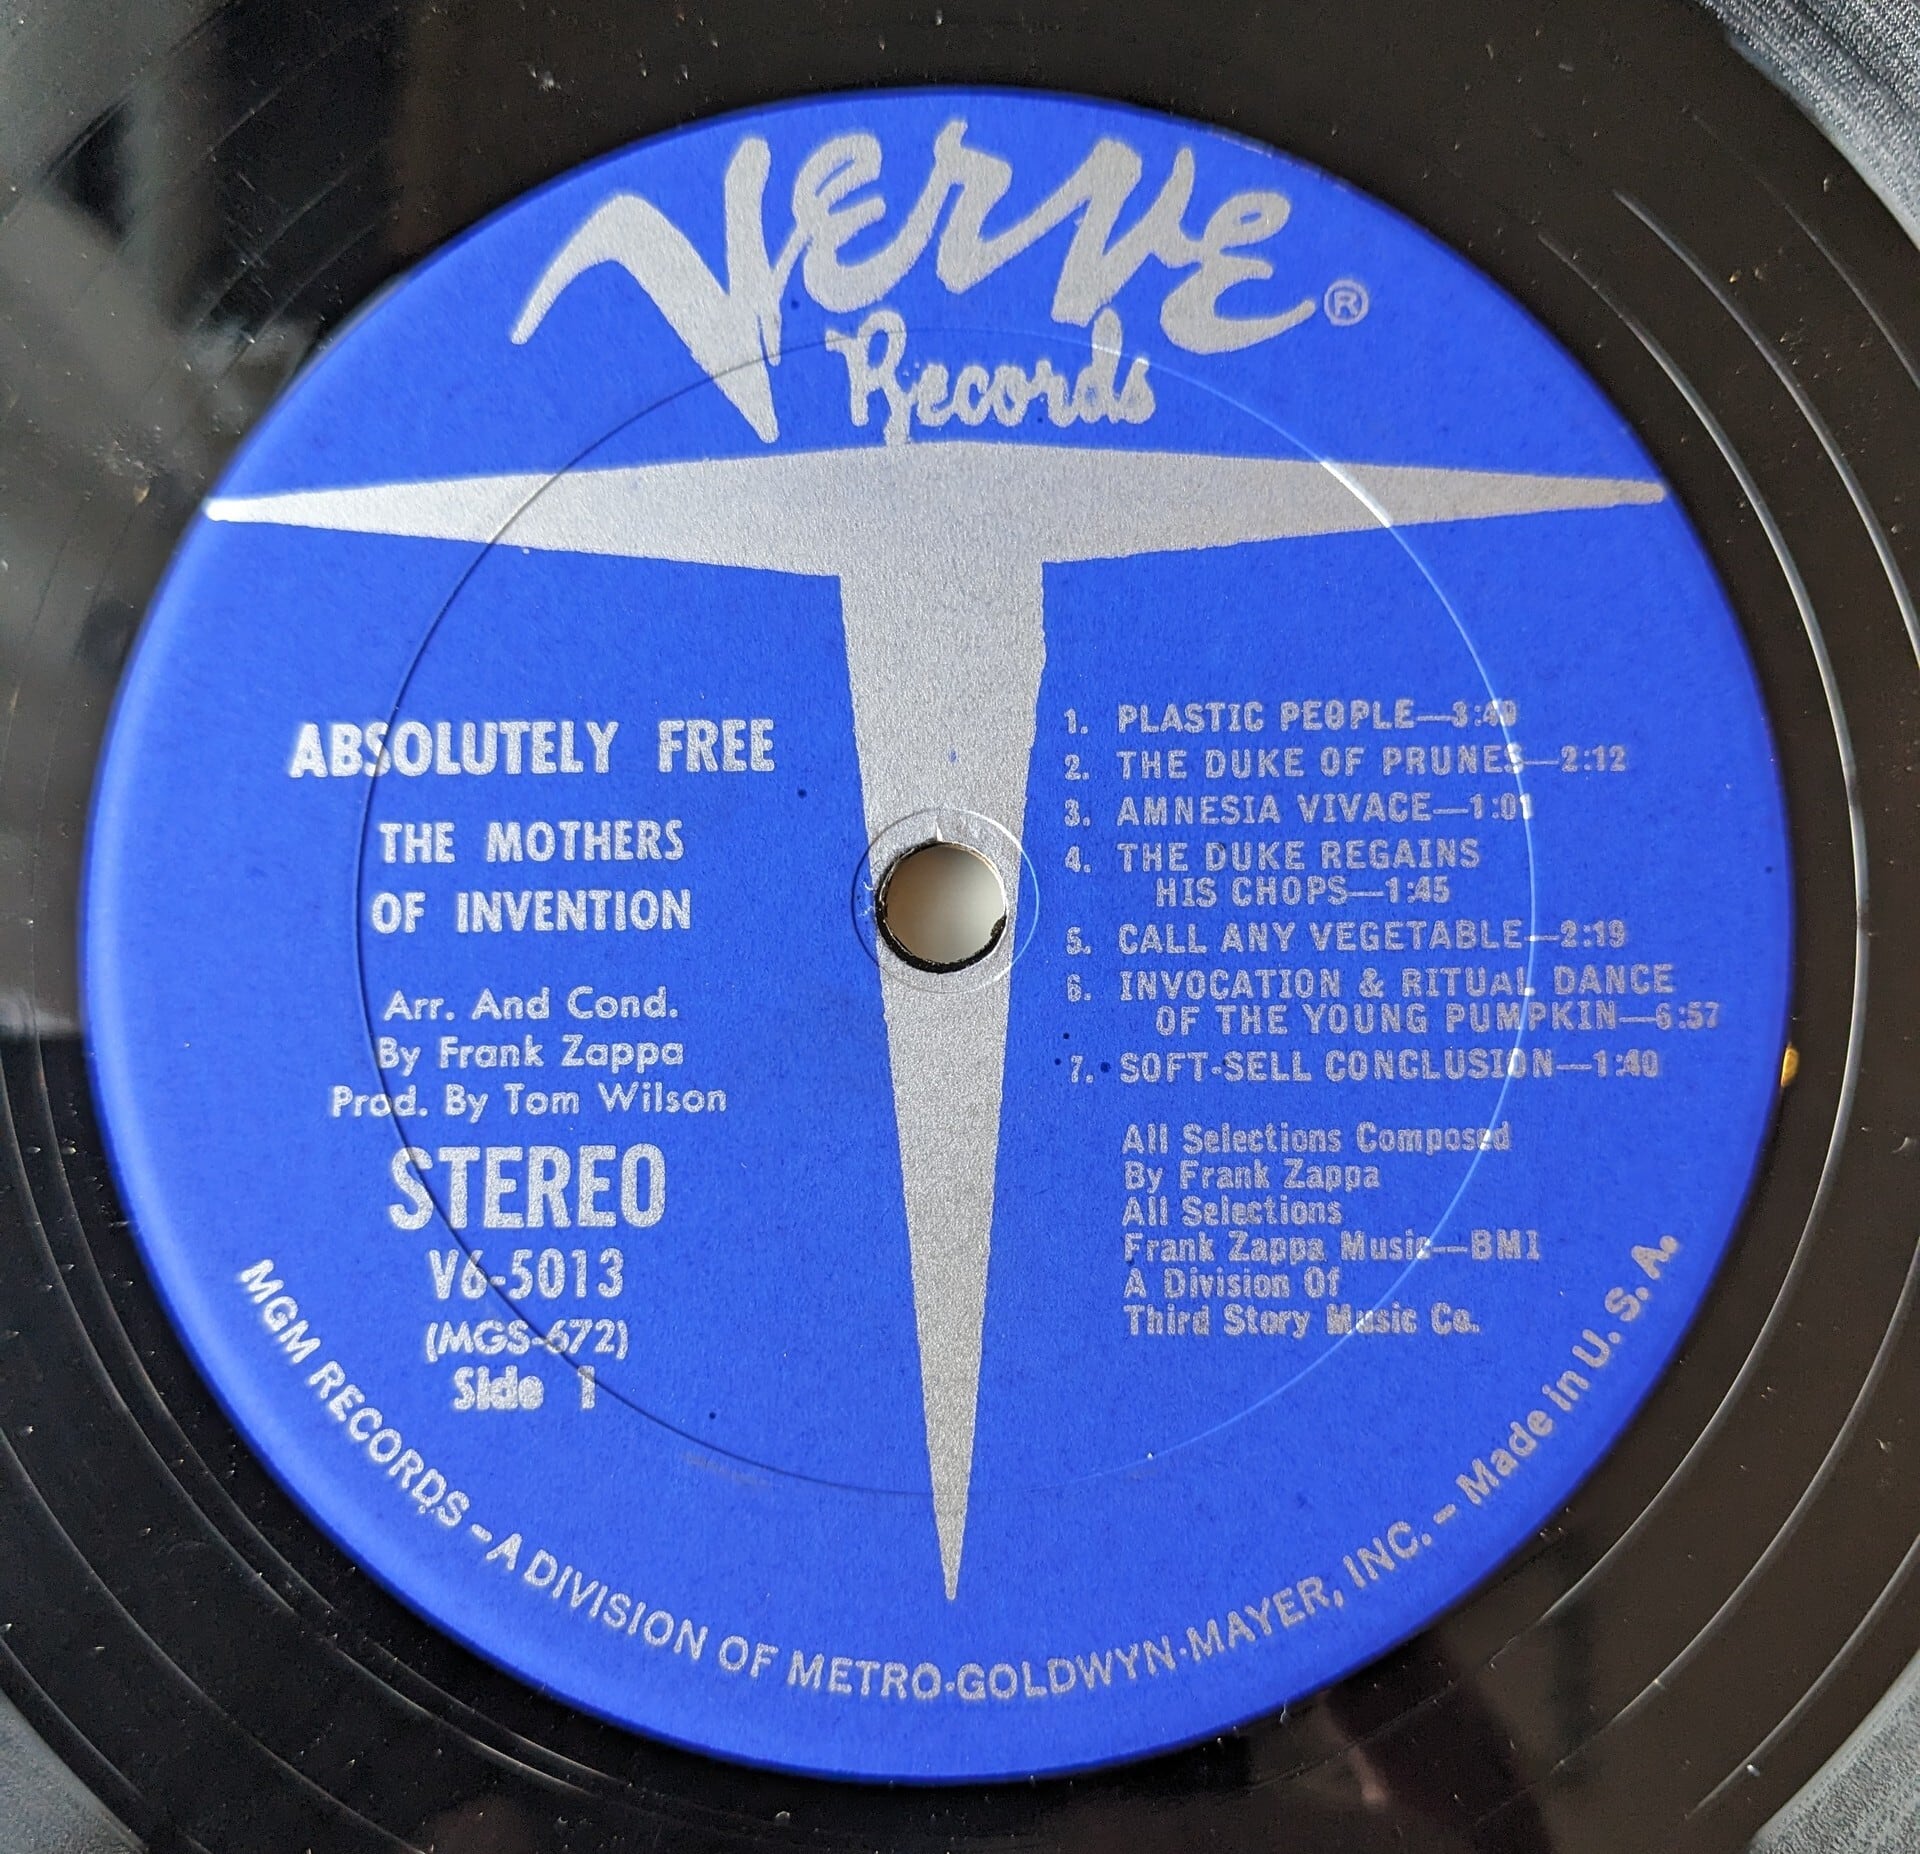 Verve®
Records
ABSOLUTELY FREE
THE MOTHERS
OF INVENTION
Arr. And Cond.
By Frank Zappa
Prod. By Tom Wilson
STEREO
V6-5013
(MGS-672)
Side 1
1. PLASTIC PEOPLE—3:40
2. THE DUKE OF PRUNES—2:12
3. AMNESIA VIVACE—1:01
4. THE DUKE REGAINS
HIS CHOPS—1:45
5. CALL ANY VEGETABLE—2:19
6. INVOCATION & RITUAL DANCE
OF THE YOUNG PUMPKIN—6:57
7. SOFT-SELL CONCLUSION—1:40
All Selections Composed
By Frank Zappa
All Selections
Frank Zappa Music—BMI
A Division Of
Third Story Music Co.
MGM RECORDS – A DIVISION OF METRO-GOLDWYN-MAYER, INC. – Made in U. S. A.